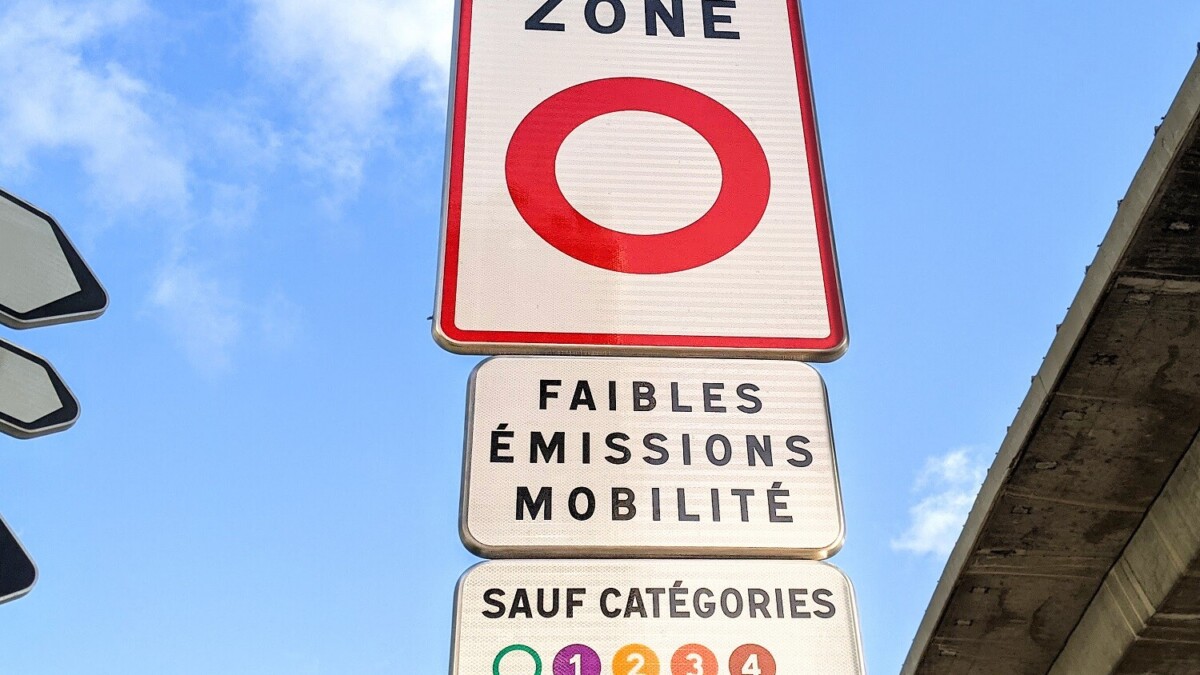 ZONE
FAIBLES
ÉMISSIONS
MOBILITÉ
SAUF CATÉGORIES
1 2 3 4